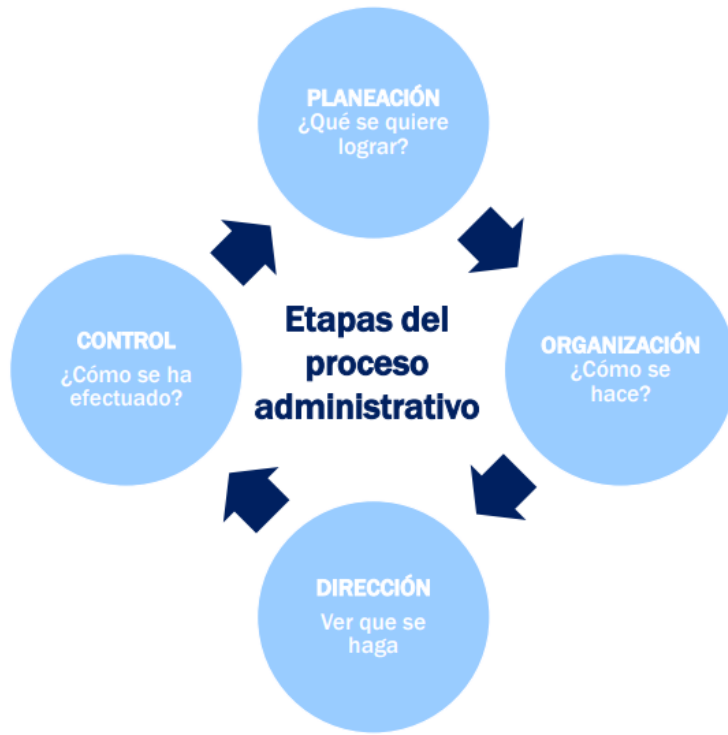 PLANEACIÓN
¿Qué se quiere
lograr?
Etapas del
proceso
administrativo
CONTROL
¿Cómo se ha
efectuado?
ORGANIZACIÓN
¿Cómo se
hace?
DIRECCIÓN
Ver que se
haga